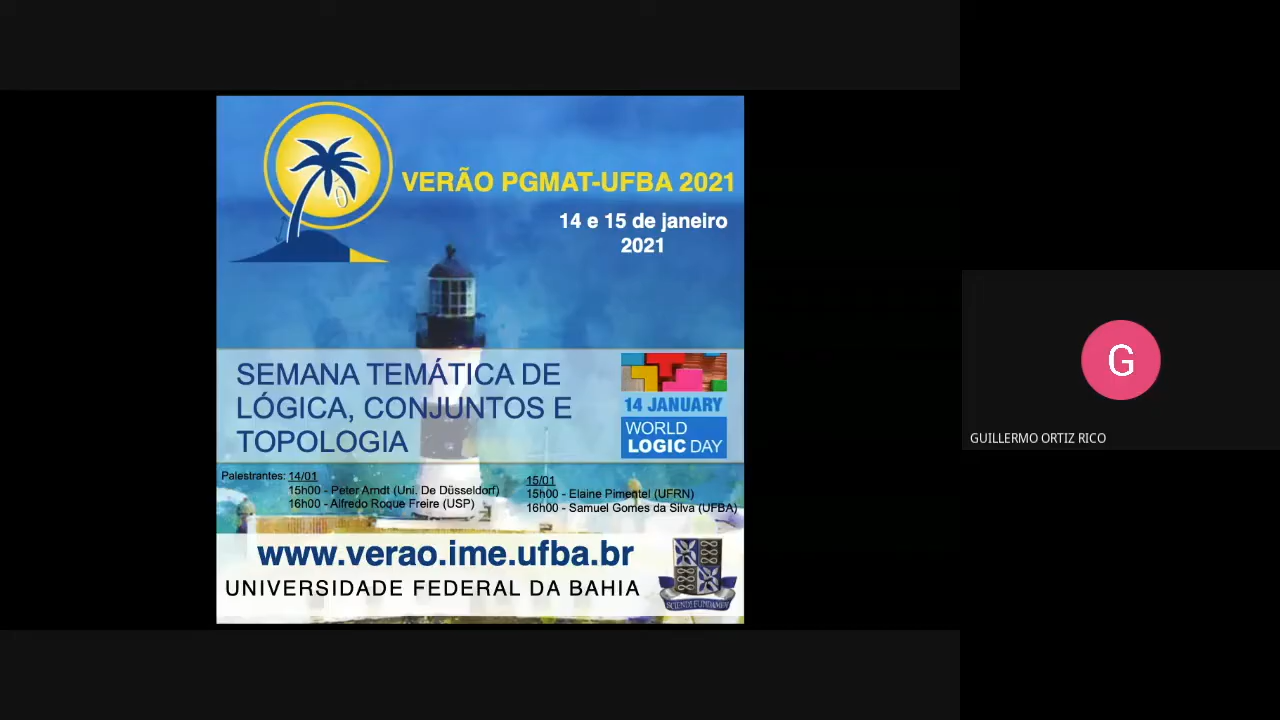 VERÃO PGMAT-UFBA 2021
14 e 15 de janeiro
2021
SEMANA TEMÁTICA DE
LÓGICA, CONJUNTOS E
TOPOLOGIA
14 JANUARY
WORLD
LOGIC DAY
Palestrantes: 14/01
15h00 - Peter Arndt (Uni. De Düsseldorf)
16h00 - Alfredo Roque Freire (USP)
15/01
15h00 - Elaine Pimentel (UFRN)
16h00 - Samuel Gomes da Silva (UFBA)
www.verao.ime.ufba.br
UNIVERSIDADE FEDERAL DA BAHIA
G
GUILLERMO ORTIZ RICO